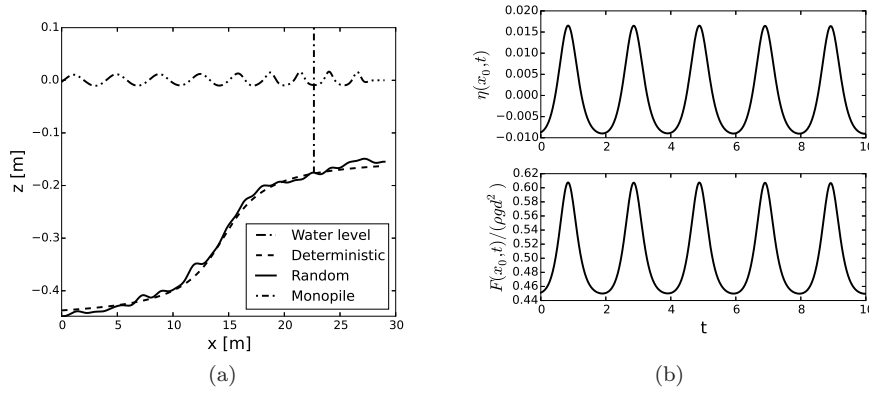 0.1
0.0
−0.1
−0.2
−0.3
−0.4
z [m]
0 5 10 15 20 25 30
x [m]
Water level
Deterministic
Random
Monopile
(a)
0.020
0.015
0.010
0.005
0.000
−0.005
−0.010
η(x₀,t)
0 2 4 6 8 10
0.62
0.60
0.58
0.56
0.54
0.52
0.50
0.48
0.46
0.44
F(x₀,t)/(ρgd²)
0 2 4 6 8 10
t
(b)